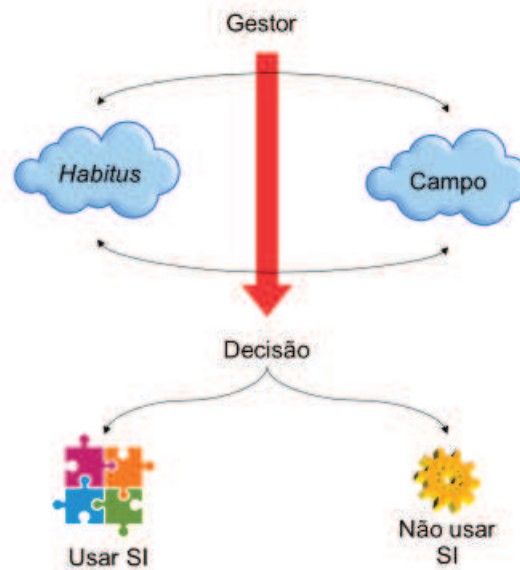 Gestor
Habitus
Campo
Decisão
Usar SI
Não usar
SI